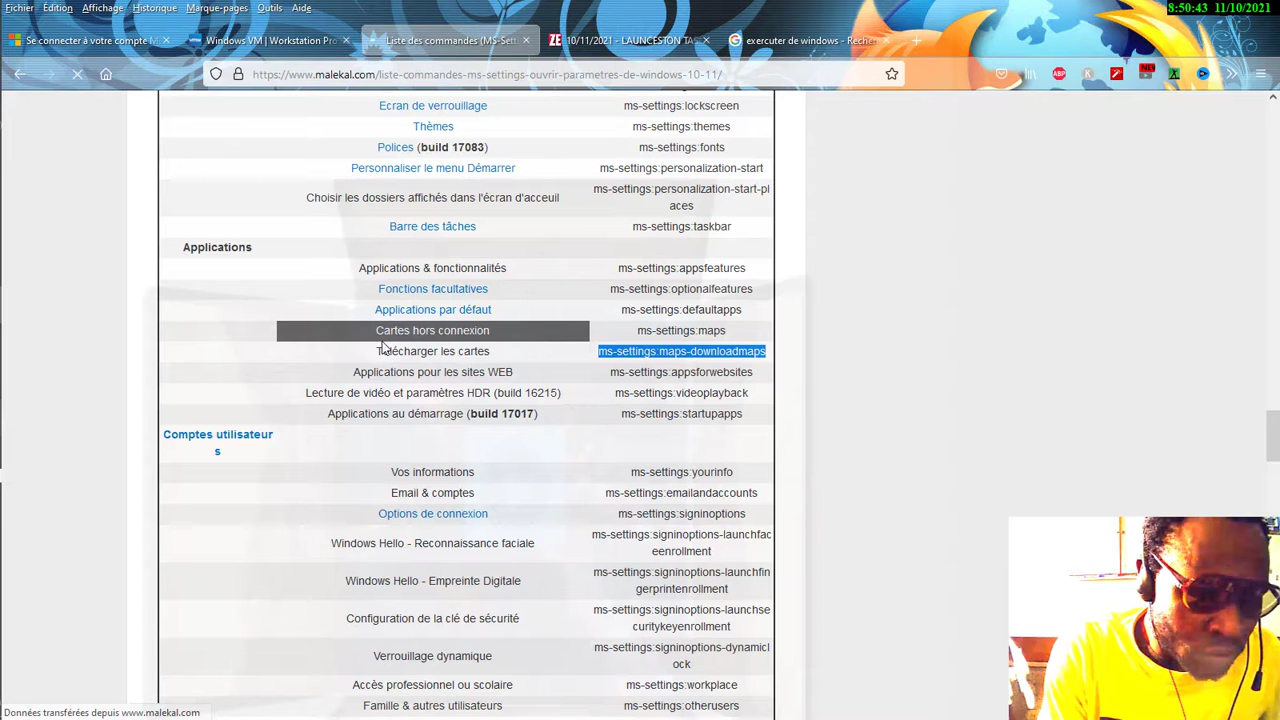 Fichier Édition Affichage Historique Marque-pages Outils Aide
8:50:43 11/10/2021
Se connecter à votre compte M
Windows VM | Workstation Pro
Liste des commandes (MS-Sett
10/11/2021 - LAUNCESTON TAS
exercuter de windows - Recher
https://www.malekal.com/liste-commandes-ms-settings-ouvrir-parametres-de-windows-10-11/
ABP
Ecran de verrouillage ms-settings:lockscreen
Thèmes ms-settings:themes
Polices (build 17083) ms-settings:fonts
Personnaliser le menu Démarrer ms-settings:personalization-start
Choisir les dossiers affichés dans l'écran d'acceuil ms-settings:personalization-start-pl
aces
Barre des tâches ms-settings:taskbar
Applications
Applications & fonctionnalités ms-settings:appsfeatures
Fonctions facultatives ms-settings:optionalfeatures
Applications par défaut ms-settings:defaultapps
Cartes hors connexion ms-settings:maps
Télécharger les cartes ms-settings:maps-downloadmaps
Applications pour les sites WEB ms-settings:appsforwebsites
Lecture de vidéo et paramètres HDR (build 16215) ms-settings:videoplayback
Applications au démarrage (build 17017) ms-settings:startupapps
Comptes utilisateur
s
Vos informations ms-settings:yourinfo
Email & comptes ms-settings:emailandaccounts
Options de connexion ms-settings:signinoptions
Windows Hello - Reconnaissance faciale ms-settings:signinoptions-launchfac
eenrollment
Windows Hello - Empreinte Digitale ms-settings:signinoptions-launchfin
gerprintenrollment
Configuration de la clé de sécurité ms-settings:signinoptions-launchse
curitykeyenrollment
Verrouillage dynamique ms-settings:signinoptions-dynamicl
ock
Accès professionnel ou scolaire ms-settings:workplace
Famille & autres utilisateurs ms-settings:otherusers
Données transférées depuis www.malekal.com